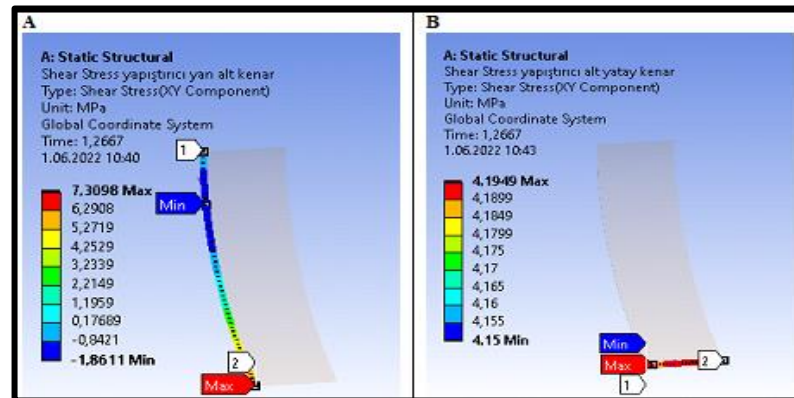 A
A: Static Structural
Shear Stress yapıştırıcı yan alt kenar
Type: Shear Stress(XY Component)
Unit: MPa
Global Coordinate System
Time: 1,2667
1.06.2022 10:40
1
Min
7,3098 Max
6,2908
5,2719
4,2529
3,2339
2,2149
1,1959
0,17689
-0,8421
-1,8611 Min
2
Max
B
A: Static Structural
Shear Stress yapıştırıcı alt yatay kenar
Type: Shear Stress(XY Component)
Unit: MPa
Global Coordinate System
Time: 1,2667
1.06.2022 10:43
4,1949 Max
4,1899
4,1849
4,1799
4,175
4,17
4,165
4,16
4,155
4,15 Min
Min
Max
2
1